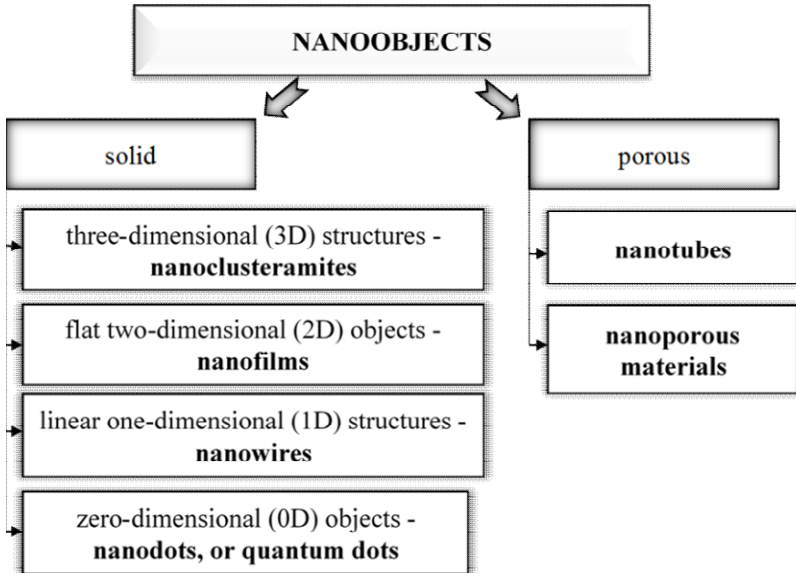 NANOOBJECTS
solid
three-dimensional (3D) structures -
nanoclusteramites
flat two-dimensional (2D) objects -
nanofilms
linear one-dimensional (1D) structures -
nanowires
zero-dimensional (0D) objects -
nanodots, or quantum dots
porous
nanotubes
nanoporous
materials